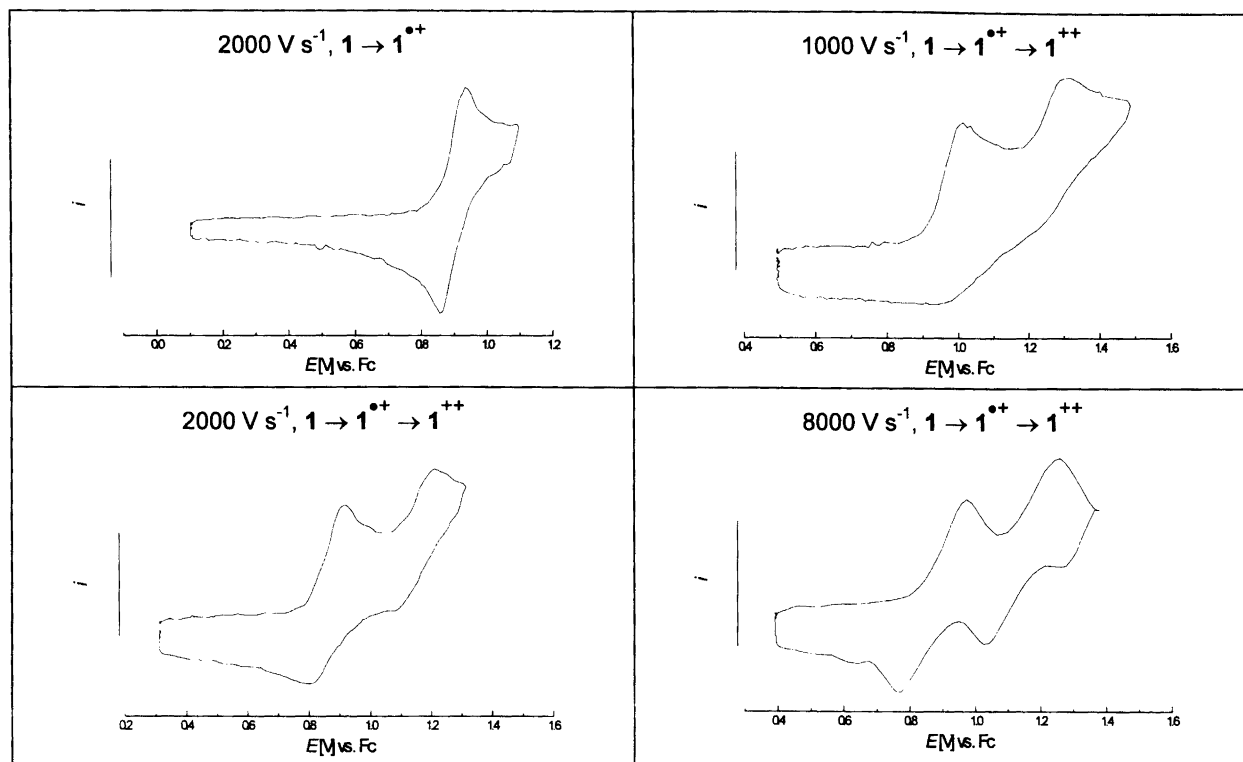 2000 V s⁻¹, 1 → 1•⁺
i
0.0 0.2 0.4 0.6 0.8 1.0 1.2
E[V] vs. Fc
1000 V s⁻¹, 1 → 1•⁺ → 1⁺⁺
i
0.4 0.6 0.8 1.0 1.2 1.4 1.6
E[V] vs. Fc
2000 V s⁻¹, 1 → 1•⁺ → 1⁺⁺
i
0.2 0.4 0.6 0.8 1.0 1.2 1.4 1.6
E[V] vs. Fc
8000 V s⁻¹, 1 → 1•⁺ → 1⁺⁺
i
0.4 0.6 0.8 1.0 1.2 1.4 1.6
E[V] vs. Fc